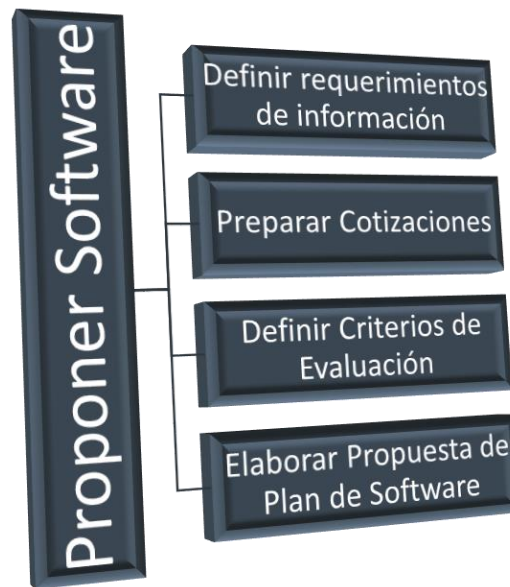 Proponer Software
Definir requerimientos
de información
Preparar Cotizaciones
Definir Criterios de
Evaluación
Elaborar Propuesta de
Plan de Software